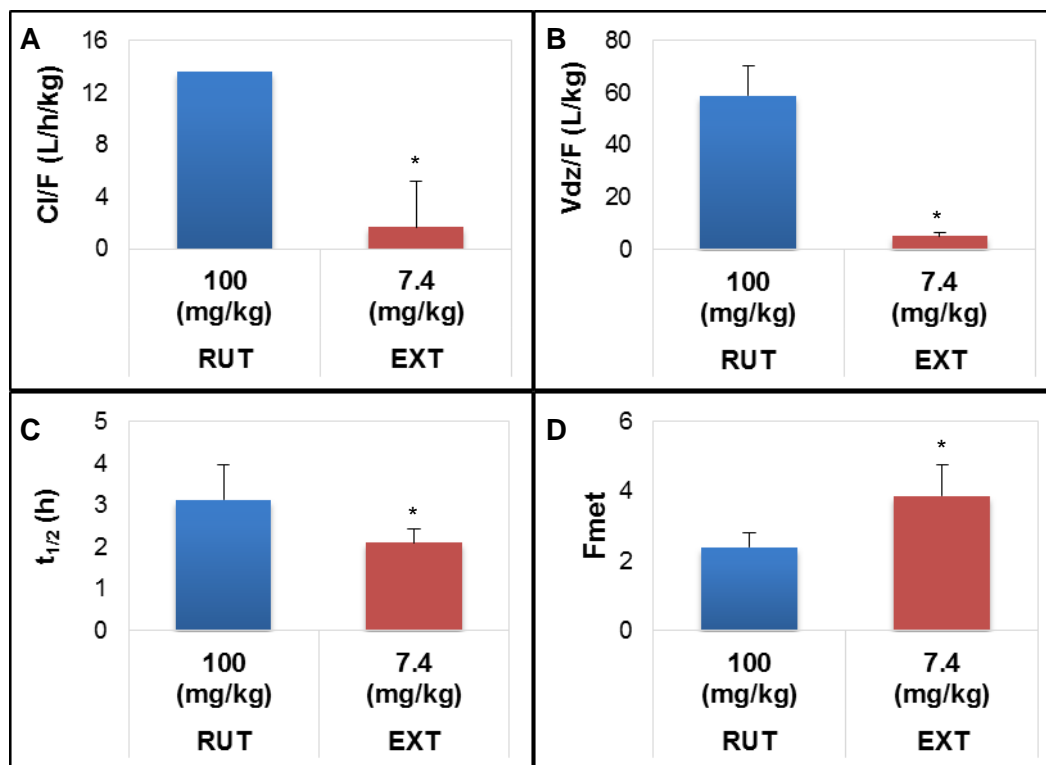 A
Cl/F (L/h/kg)
16
12
8
4
0
*
100
(mg/kg)
7.4
(mg/kg)
RUT
EXT
B
Vdz/F (L/kg)
80
60
40
20
0
*
100
(mg/kg)
7.4
(mg/kg)
RUT
EXT
C
t1/2 (h)
5
4
3
2
1
0
*
100
(mg/kg)
7.4
(mg/kg)
RUT
EXT
D
Fmet
6
4
2
0
*
100
(mg/kg)
7.4
(mg/kg)
RUT
EXT